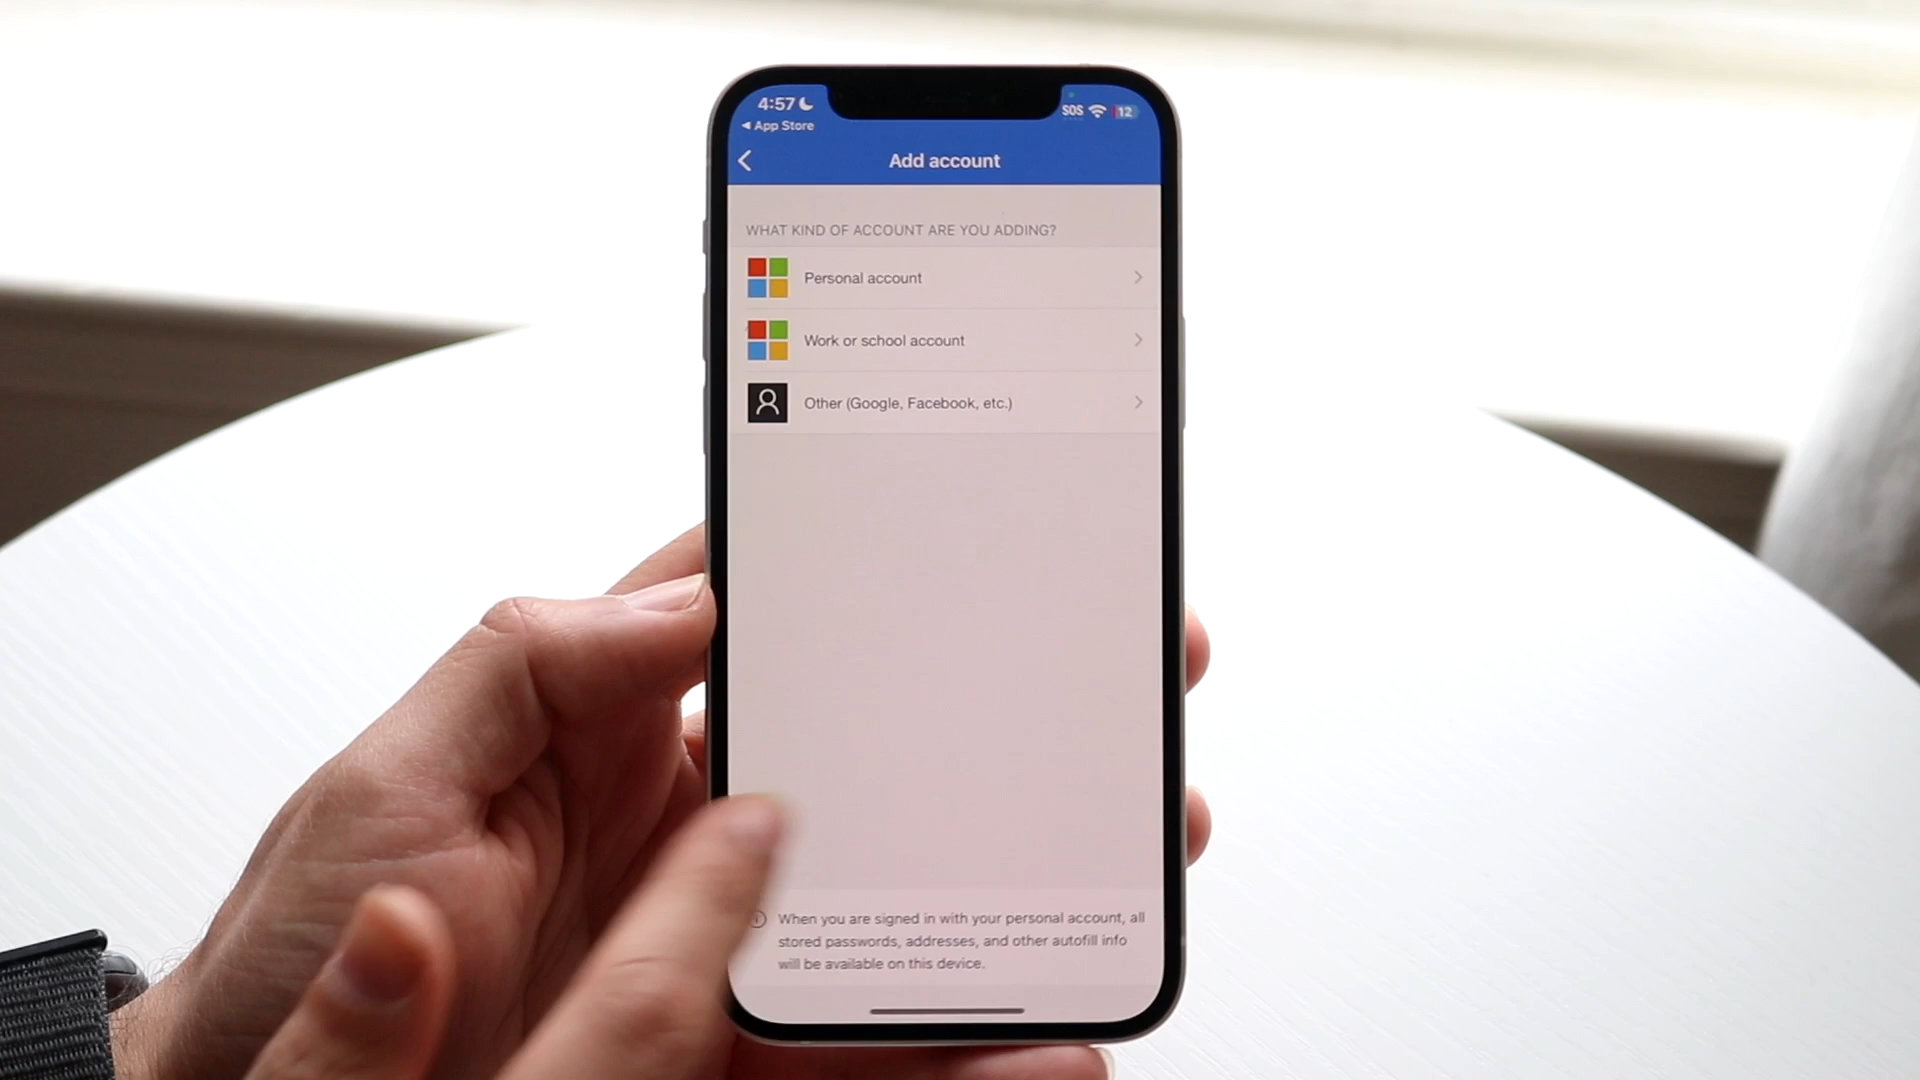 4:57
SOS 12
◀ App Store
Add account
WHAT KIND OF ACCOUNT ARE YOU ADDING?
Personal account
Work or school account
Other (Google, Facebook, etc.)
When you are signed in with your personal account, all
stored passwords, addresses, and other autofill info
will be available on this device.